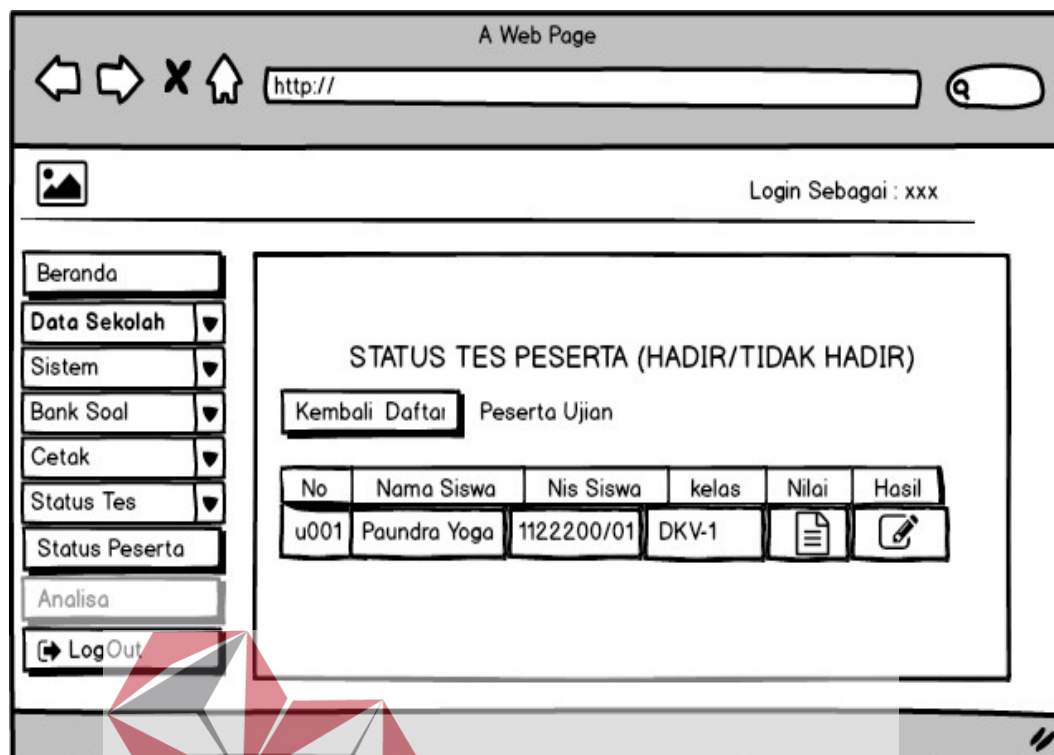 A Web Page
http://
Login Sebagai : xxx
Beranda
Data Sekolah
Sistem
Bank Soal
Cetak
Status Tes
Status Peserta
Analisa
LogOut
STATUS TES PESERTA (HADIR/TIDAK HADIR)
Kembali Daftar Peserta Ujian
No Nama Siswa Nis Siswa kelas Nilai Hasil
u001 Paundra Yoga 1122200/01 DKV-1